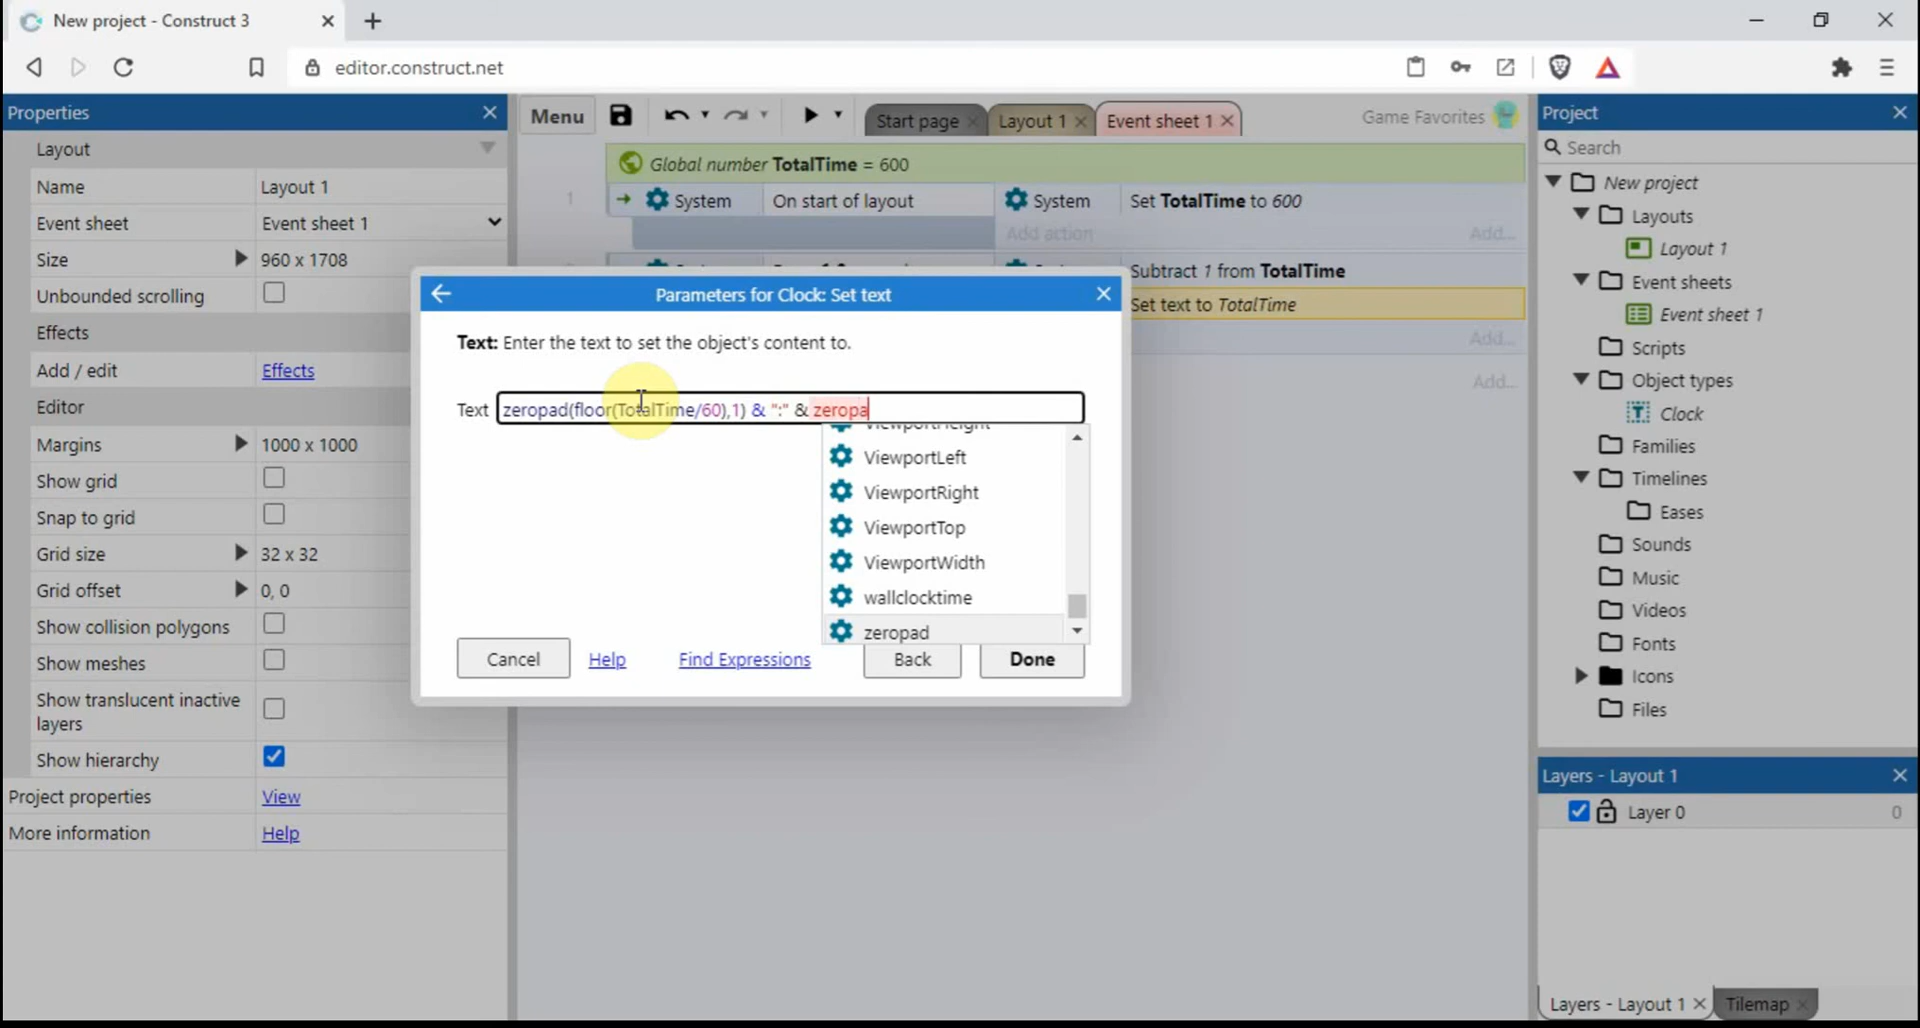 New project - Construct 3
editor.construct.net
Properties
Layout
Name Layout 1
Event sheet Event sheet 1
Size 960 x 1708
Unbounded scrolling
Effects
Add / edit Effects
Editor
Margins 1000 x 1000
Show grid
Snap to grid
Grid size 32 x 32
Grid offset 0, 0
Show collision polygons
Show meshes
Show translucent inactive
layers
Show hierarchy
Project properties View
More information Help
Menu
Start page Layout 1 Event sheet 1 Game Favorites
Global number TotalTime = 600
1 System On start of layout System Set TotalTime to 600
Add action Add...
Subtract 1 from TotalTime
Set text to TotalTime
Add...
Add...
Parameters for Clock: Set text
Text: Enter the text to set the object's content to.
Text zeropad(floor(TotalTime/60),1) & ":" & zeropa
ViewportHeight
ViewportLeft
ViewportRight
ViewportTop
ViewportWidth
wallclocktime
zeropad
Cancel Help Find Expressions Back Done
Project
Search
New project
Layouts
Layout 1
Event sheets
Event sheet 1
Scripts
Object types
Clock
Families
Timelines
Eases
Sounds
Music
Videos
Fonts
Icons
Files
Layers - Layout 1
Layer 0 0
Layers - Layout 1 Tilemap